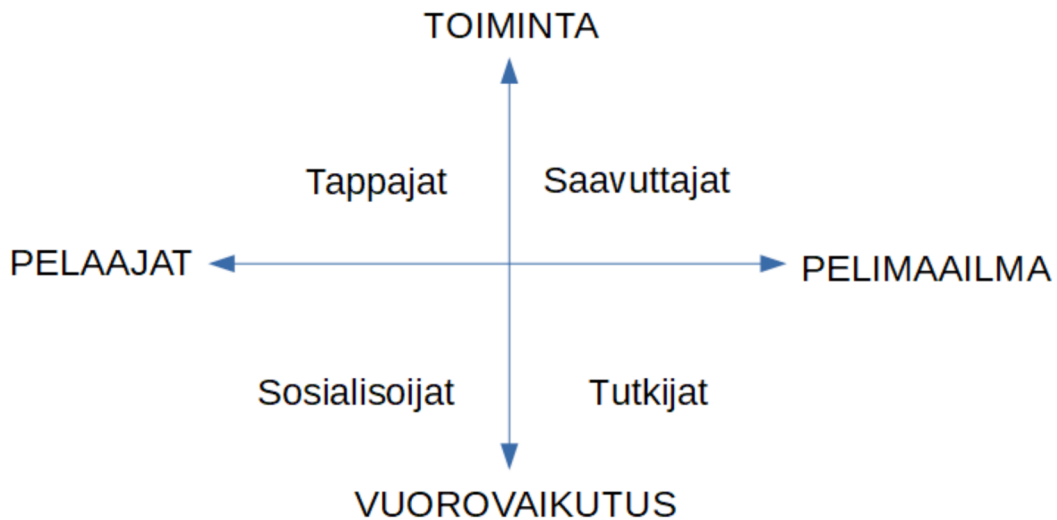 TOIMINTA
Tappajat
Saavuttajat
PELAAJAT
PELIMAAILMA
Sosialisoijat
Tutkijat
VUOROVAIKUTUS